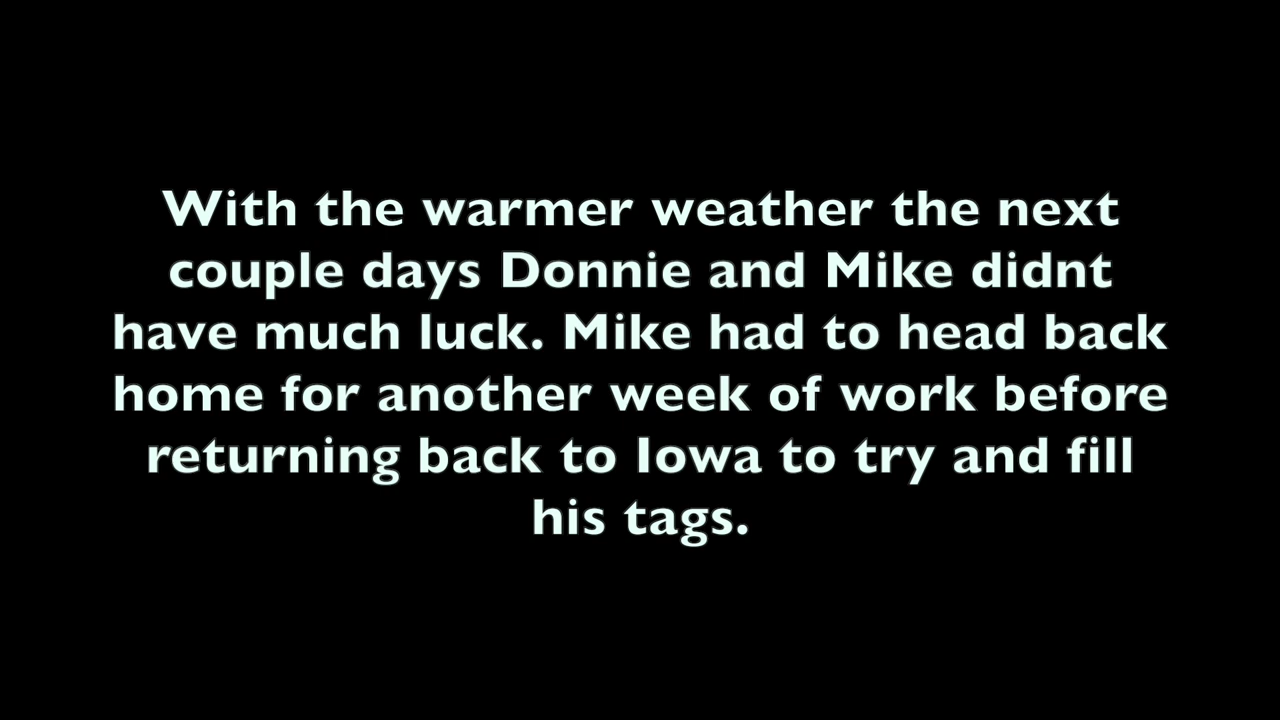 With the warmer weather the next
couple days Donnie and Mike didnt
have much luck. Mike had to head back
home for another week of work before
returning back to Iowa to try and fill
his tags.